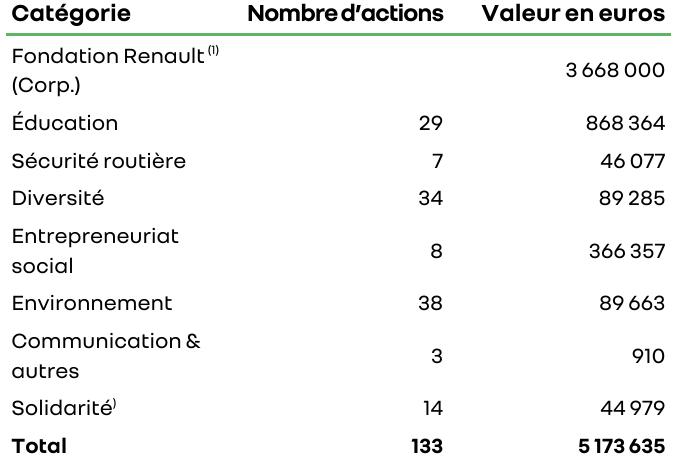 Catégorie Nombre d’actions Valeur en euros
Fondation Renault (1)
(Corp.) 3 668 000
Éducation 29 868 364
Sécurité routière 7 46 077
Diversité 34 89 285
Entrepreneuriat
social 8 366 357
Environnement 38 89 663
Communication &
autres 3 910
Solidarité) 14 44 979
Total 133 5 173 635